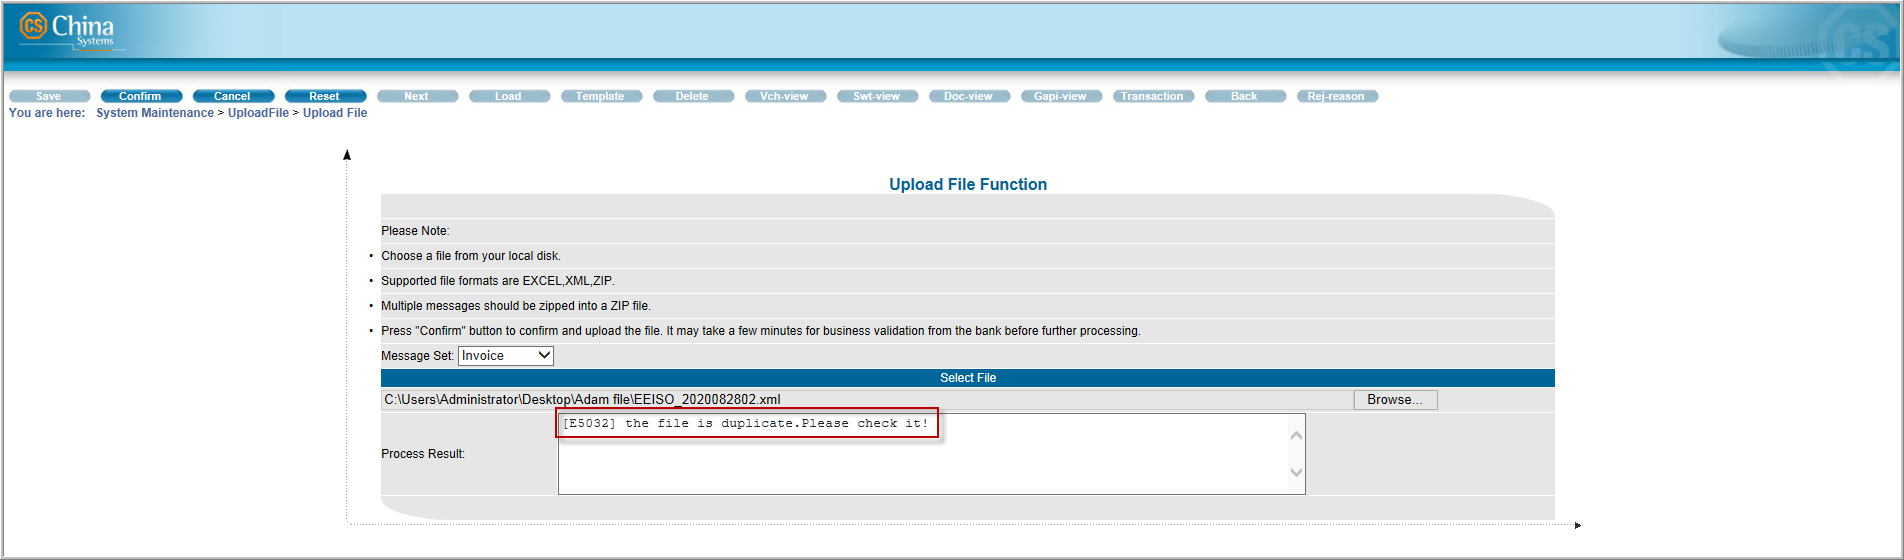 CS China
Systems
CS
Save Confirm Cancel Reset Next Load Template Delete Vch-view Swt-view Doc-view Gapi-view Transaction Back Rej-reason
You are here: System Maintenance > UploadFile > Upload File
Upload File Function
Please Note:
• Choose a file from your local disk.
• Supported file formats are EXCEL,XML,ZIP.
• Multiple messages should be zipped into a ZIP file.
• Press "Confirm" button to confirm and upload the file. It may take a few minutes for business validation from the bank before further processing.
Message Set: Invoice
Select File
C:\Users\Administrator\Desktop\Adam file\EEISO_2020082802.xml Browse...
[E5032] the file is duplicate.Please check it!
Process Result: